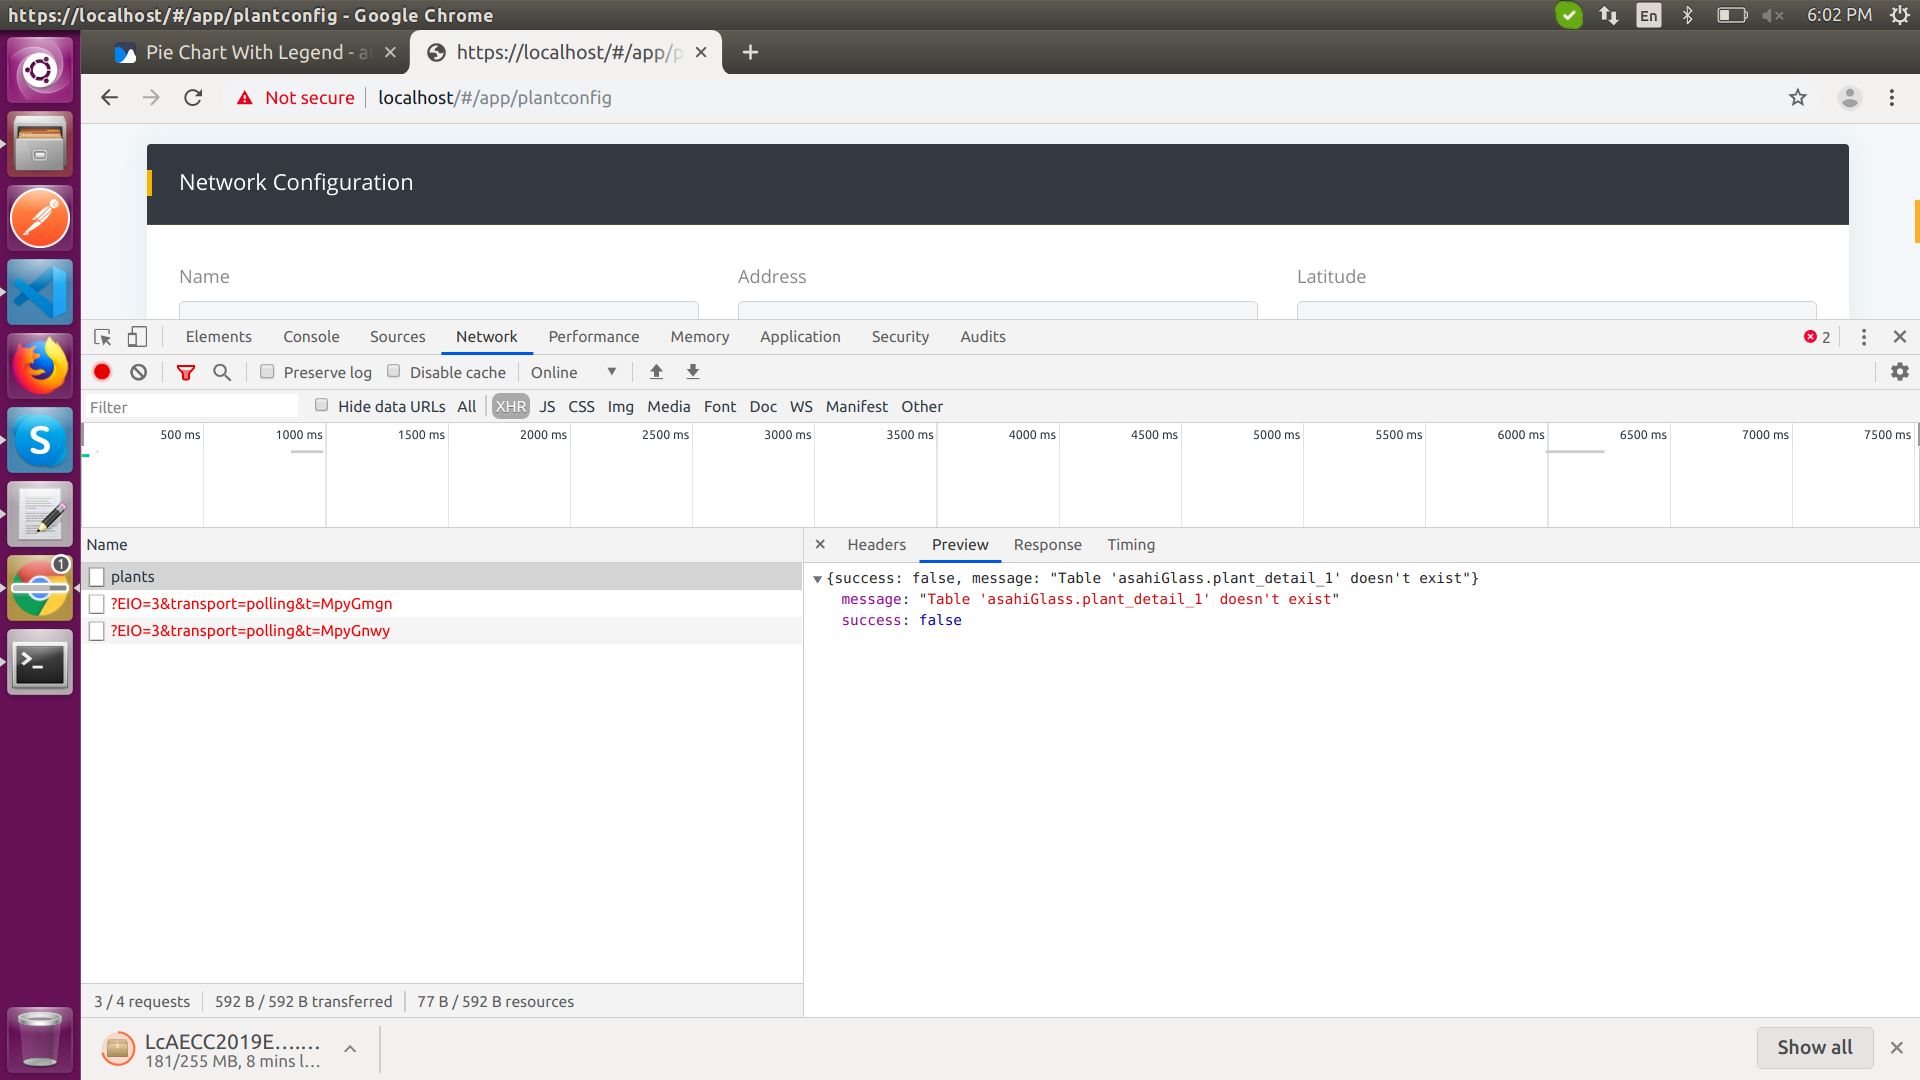 https://localhost/#/app/plantconfig - Google Chrome
En
6:02 PM
Pie Chart With Legend - a
https://localhost/#/app/p
Not secure
localhost/#/app/plantconfig
Network Configuration
Name
Address
Latitude
Elements
Console
Sources
Network
Performance
Memory
Application
Security
Audits
2
Preserve log
Disable cache
Online
Filter
Hide data URLs
All
XHR
JS
CSS
Img
Media
Font
Doc
WS
Manifest
Other
500 ms
1000 ms
1500 ms
2000 ms
2500 ms
3000 ms
3500 ms
4000 ms
4500 ms
5000 ms
5500 ms
6000 ms
6500 ms
7000 ms
7500 ms
Name
Headers
Preview
Response
Timing
plants
?EIO=3&transport=polling&t=MpyGmgn
?EIO=3&transport=polling&t=MpyGnwy
{success: false, message: "Table 'asahiGlass.plant_detail_1' doesn't exist"}
message: "Table 'asahiGlass.plant_detail_1' doesn't exist"
success: false
1
3 / 4 requests
592 B / 592 B transferred
77 B / 592 B resources
LcAECC2019E…....
181/255 MB, 8 mins l…
Show all